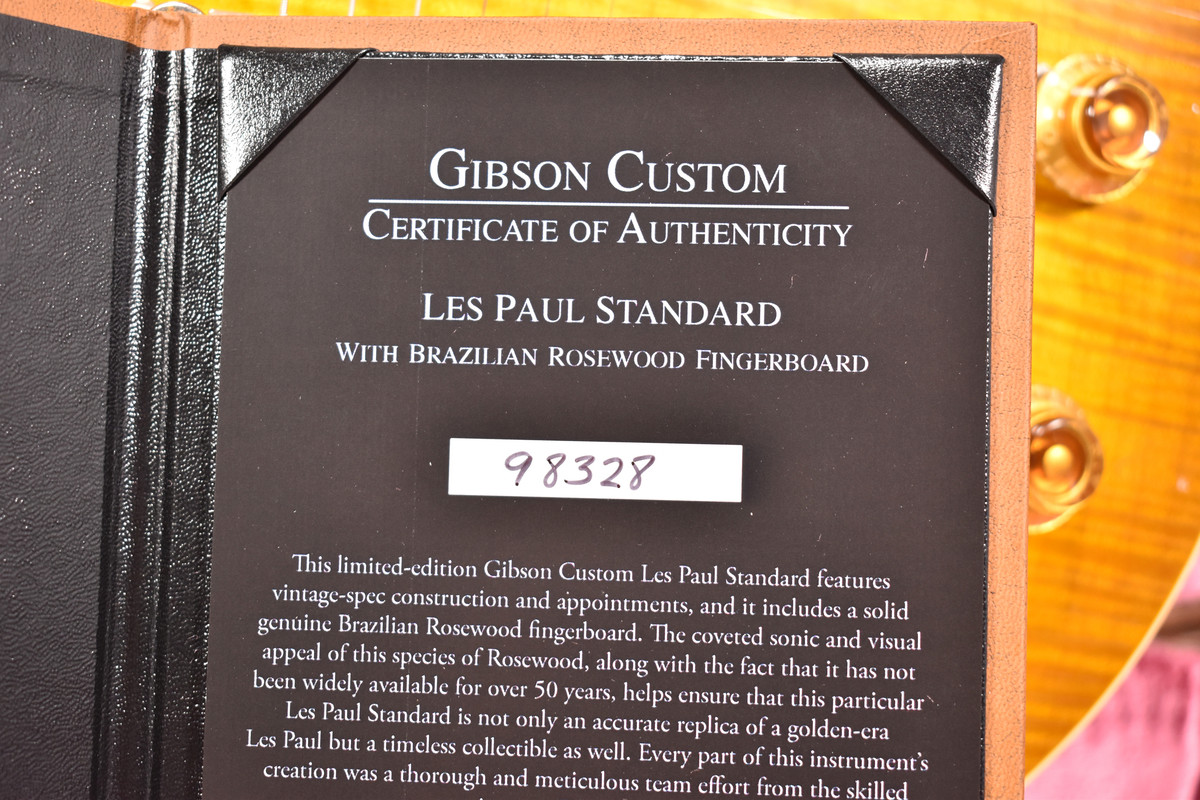 GIBSON CUSTOM
CERTIFICATE OF AUTHENTICITY
LES PAUL STANDARD
WITH BRAZILIAN ROSEWOOD FINGERBOARD
98328
This limited-edition Gibson Custom Les Paul Standard features
vintage-spec construction and appointments, and it includes a solid
genuine Brazilian Rosewood fingerboard. The coveted sonic and visual
appeal of this species of Rosewood, along with the fact that it has not
been widely available for over 50 years, helps ensure that this particular
Les Paul Standard is not only an accurate replica of a golden-era
Les Paul but a timeless collectible as well. Every part of this instrument's
creation was a thorough and meticulous team effort from the skilled